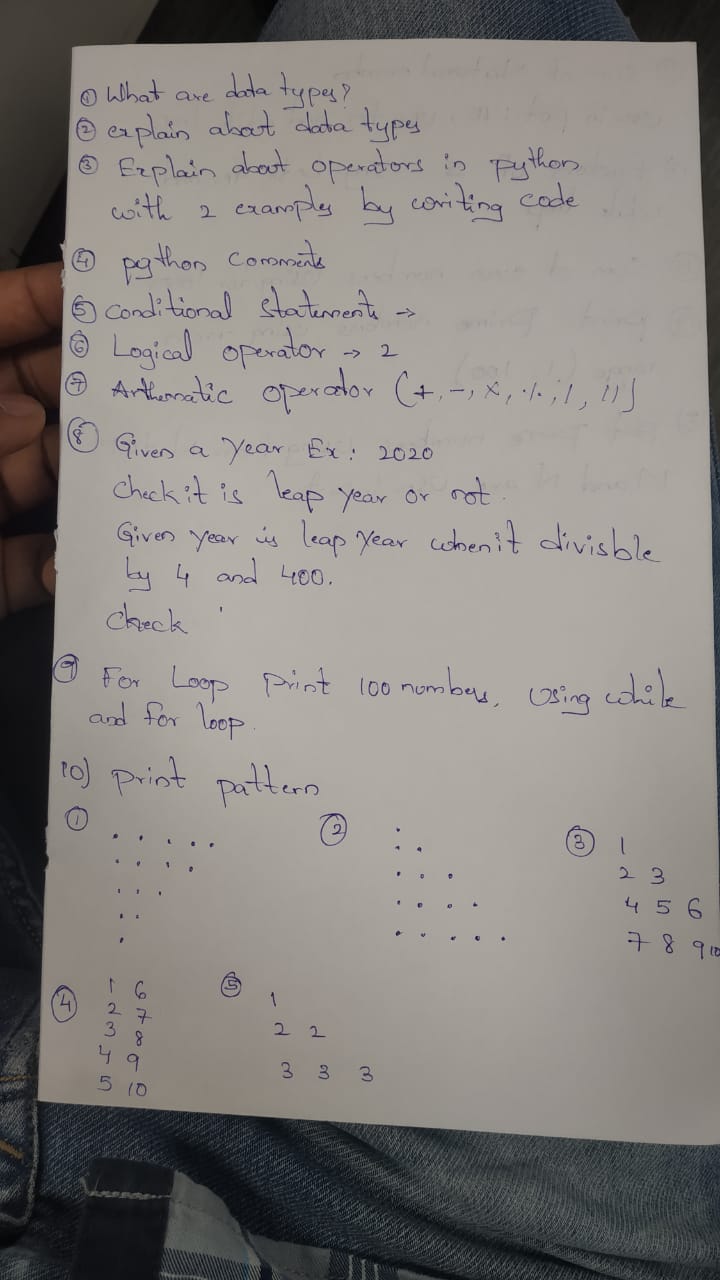 ① What are data types?
② explain about data types
③ Explain about operators in python
with 2 examples by writing code
④ python comments
⑤ conditional statements →
⑥ Logical operator → 2
⑦ Arthematic operator (+, -, x, %, /, //)
⑧ Given a Year Ex: 2020
check it is leap year or not.
Given year is leap year when it divisble
by 4 and 400.
check
⑨ For Loop print 100 numbers, using while
and for loop.
10) print pattern
①
. . . . .
. . . .
. . .
. .
.
②
.
. .
. . .
. . . .
. . . . .
③ 1
2 3
4 5 6
7 8 9 10
④ 1 6
2 7
3 8
4 9
5 10
⑤ 1
2 2
3 3 3